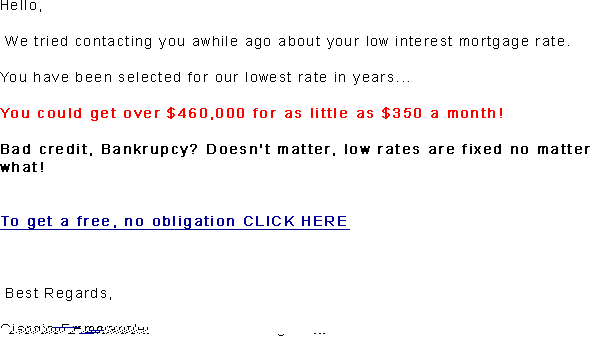 Hello,
We tried contacting you awhile ago about your low interest mortgage rate.
You have been selected for our lowest rate in years...
You could get over $460,000 for as little as $350 a month!
Bad credit, Bankrupcy? Doesn't matter, low rates are fixed no matter
what!
To get a free, no obligation CLICK HERE
Best Regards,